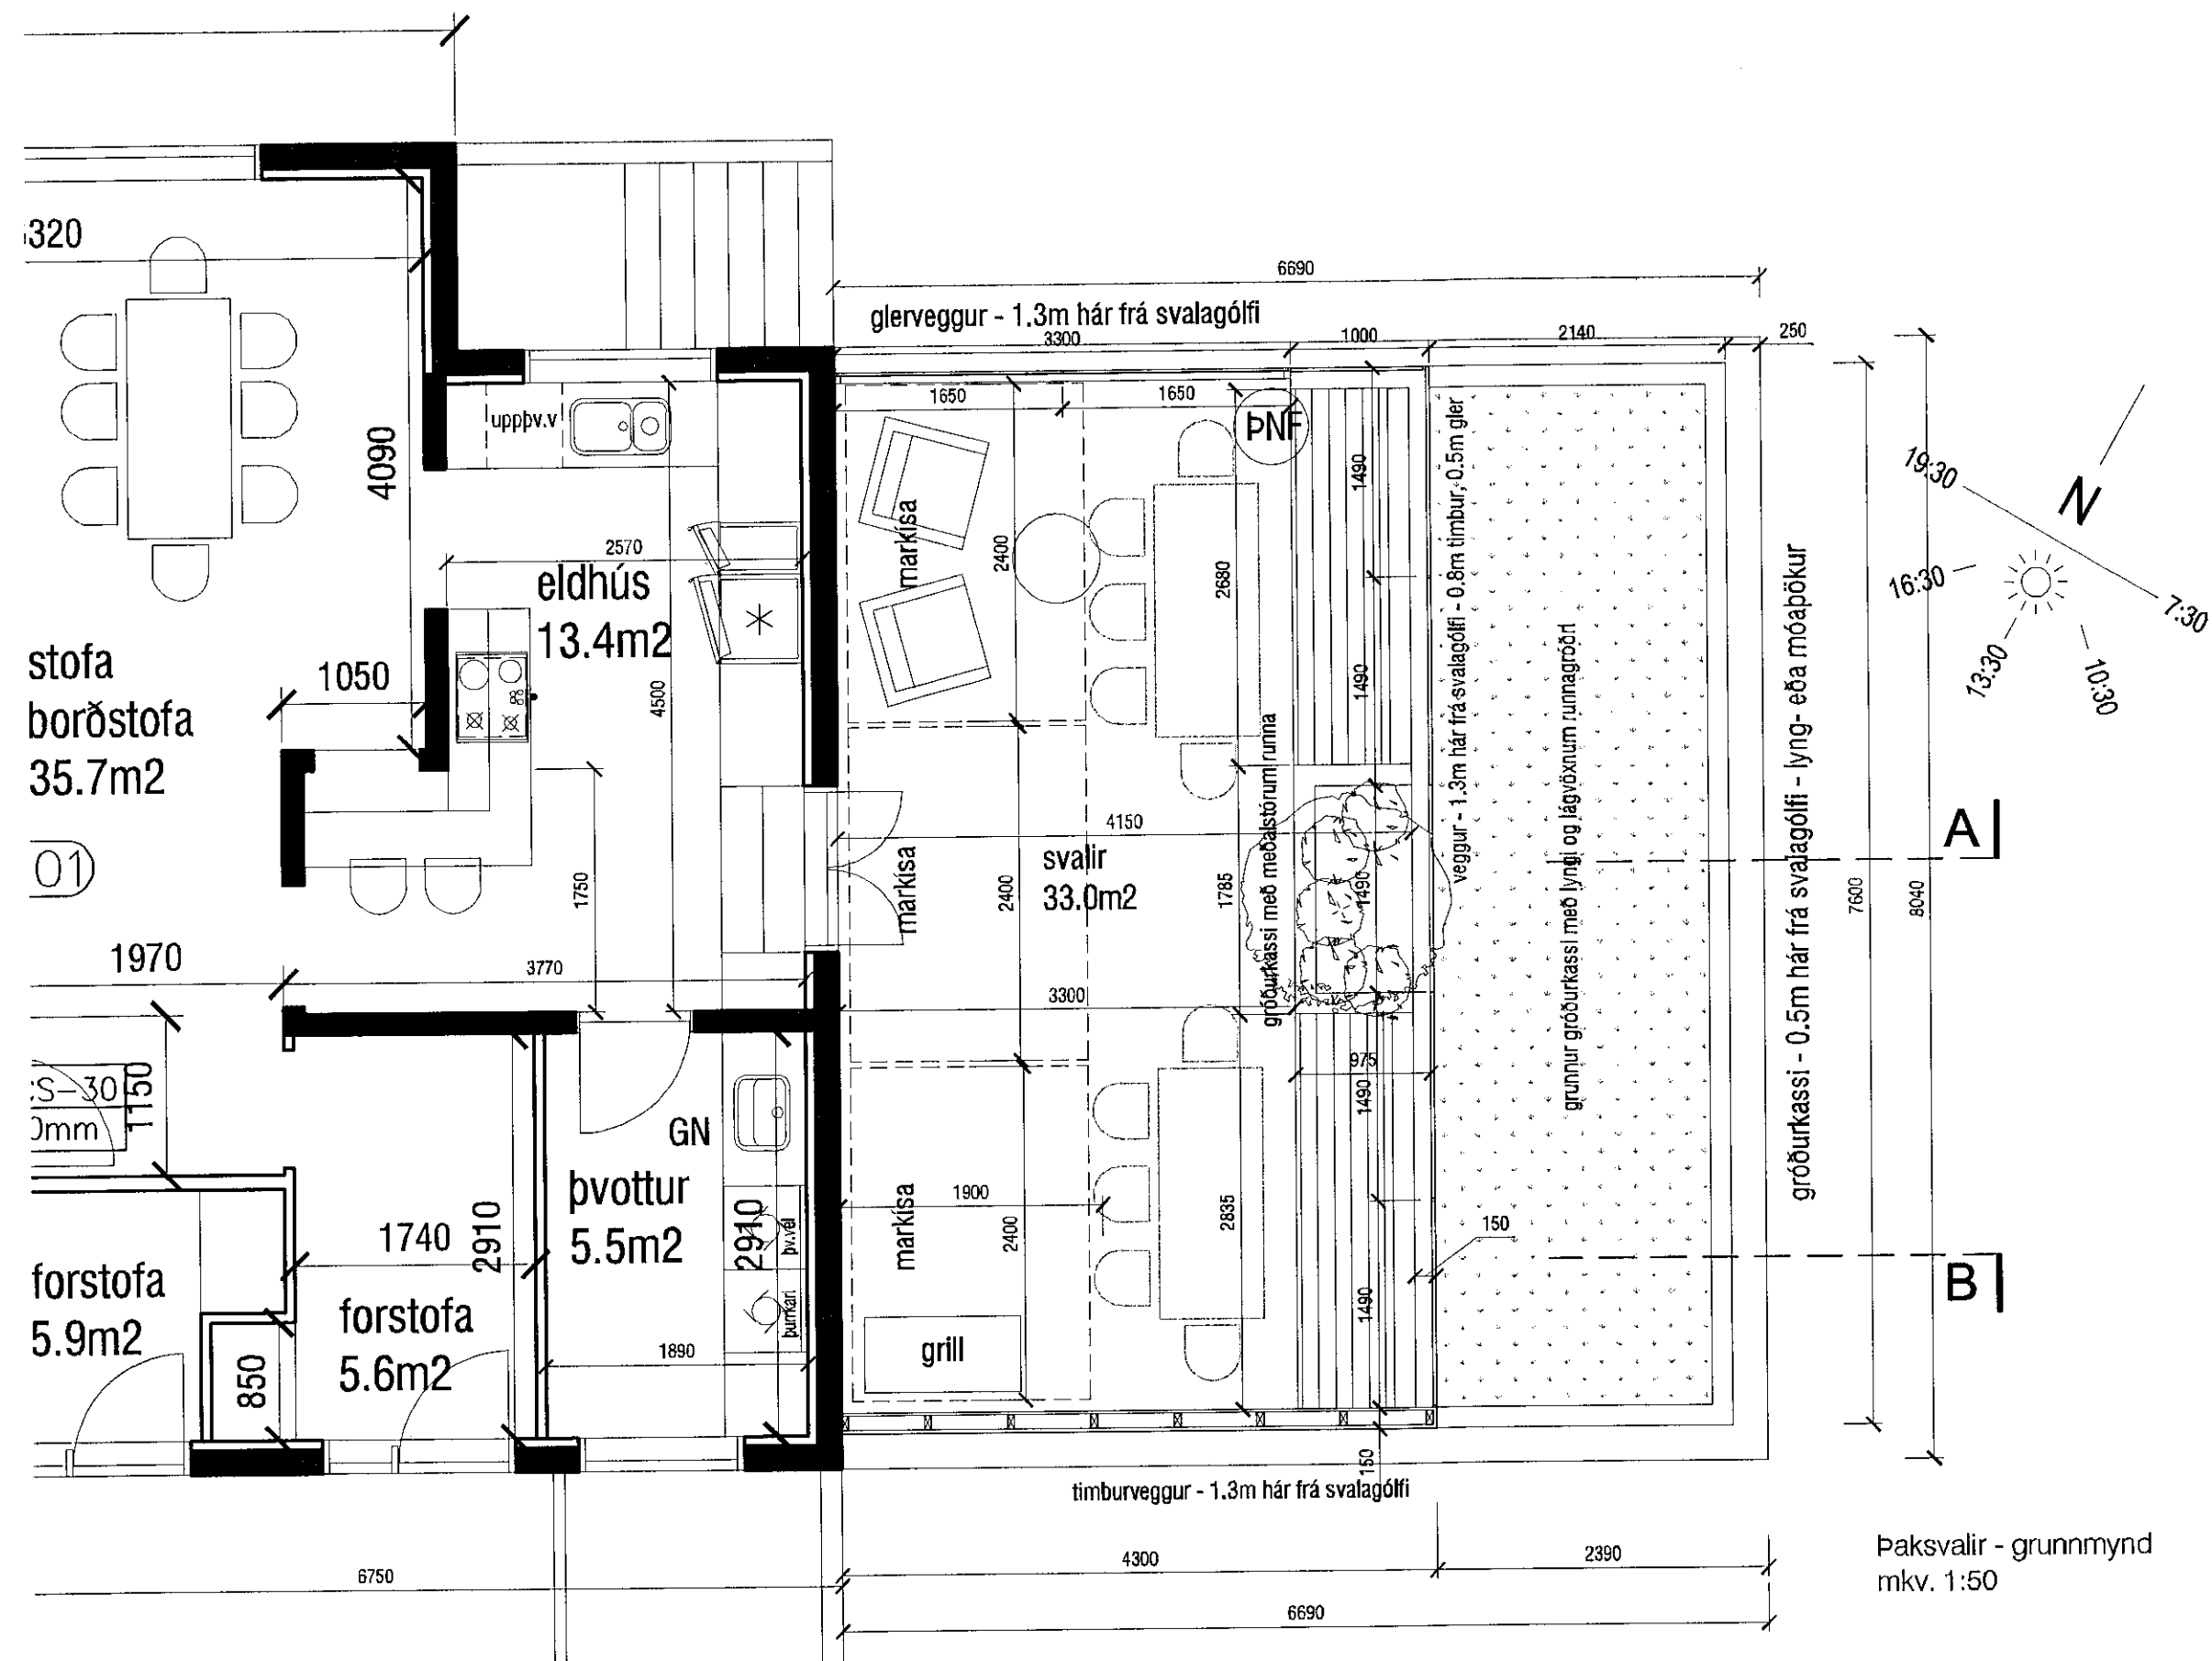 6690
glerveggur - 1.3m hár frá svalagólfi
3300
1000
2140
250
320
1650
1650
uppþv.v
ÞNF
4090
markísa
2400
2680
1490
1490
veggur - 1.3m hár frá svalagólfi - 0.8m timbur, 0.5m gler
19:30
N
16:30
7:30
13:30
10:30
2570
eldhús
13.4m2
4500
1050
stofa
borðstofa
35.7m2
01
1750
markísa
2400
4150
svalir
33.0m2
1785
1490
gróðurkassi með meðalstórum runna
grunnur gróðurkassi með lyngi og lágvöxnum runnagróðri
gróðurkassi - 0.5m hár frá svalagólfi - lyng- eða móaþökur
A
7600
8040
1970
3770
3300
975
S-30
0mm
1150
GN
þvottur
5.5m2
2910
þv.vél
þurrkari
1890
markísa
1900
2400
2835
1490
1490
150
B
1740
2910
forstofa
5.9m2
forstofa
5.6m2
850
grill
150
timburveggur - 1.3m hár frá svalagólfi
6750
4300
2390
6690
Þaksvalir - grunnmynd
mkv. 1:50